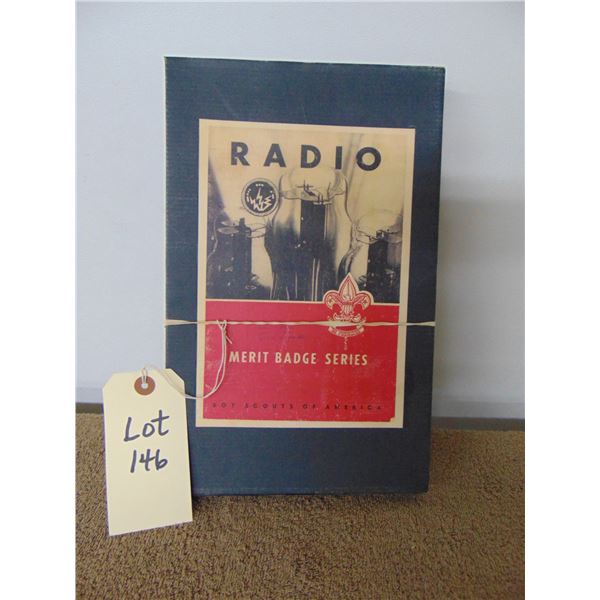 RADIO
MERIT BADGE SERIES
BOY SCOUTS OF AMERICA
Lot
146